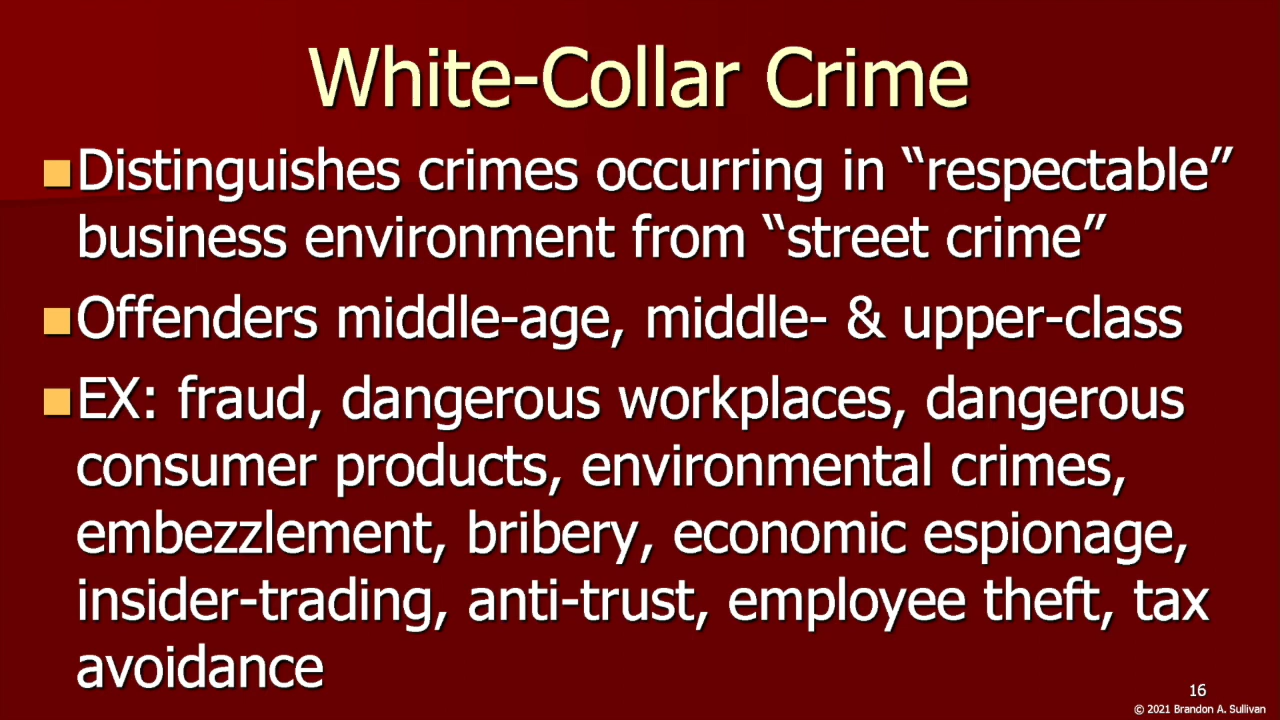 White-Collar Crime
Distinguishes crimes occurring in “respectable”
business environment from “street crime”
Offenders middle-age, middle- & upper-class
EX: fraud, dangerous workplaces, dangerous
consumer products, environmental crimes,
embezzlement, bribery, economic espionage,
insider-trading, anti-trust, employee theft, tax
avoidance
16
© 2021 Brandon A. Sullivan